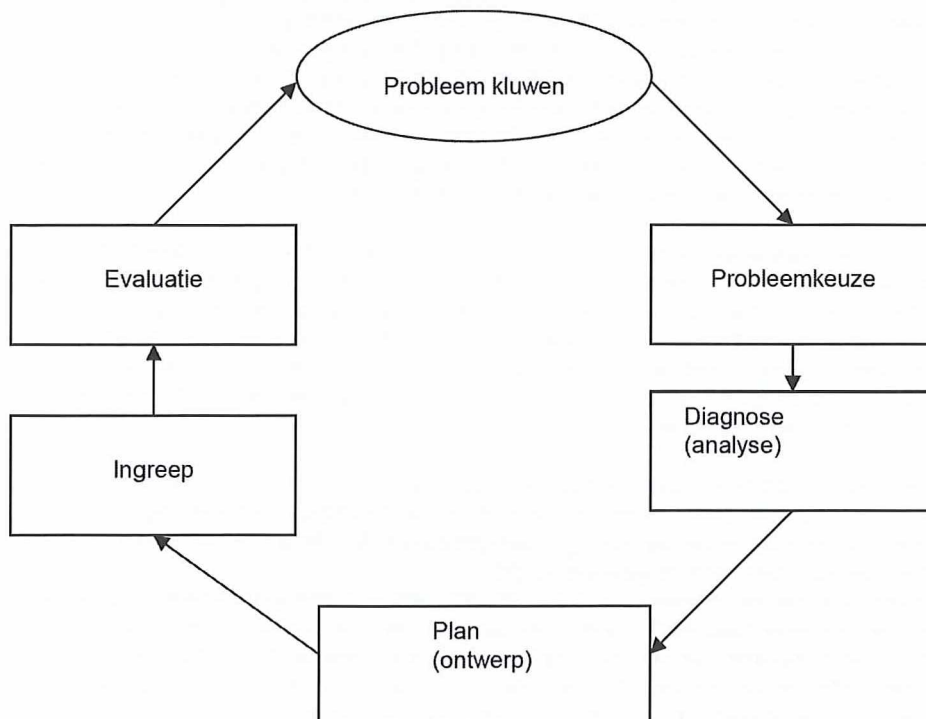 Probleem kluwen
Evaluatie
Probleemkeuze
Diagnose
(analyse)
Ingreep
Plan
(ontwerp)